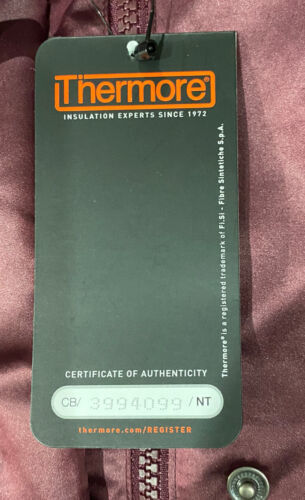 Thermore®
INSULATION EXPERTS SINCE 1972
Thermore® is a registered trademark of Fi.Si - Fibre Sintetiche S.p.A.
CERTIFICATE OF AUTHENTICITY
CB/ 3994099 / NT
thermore.com/REGISTER